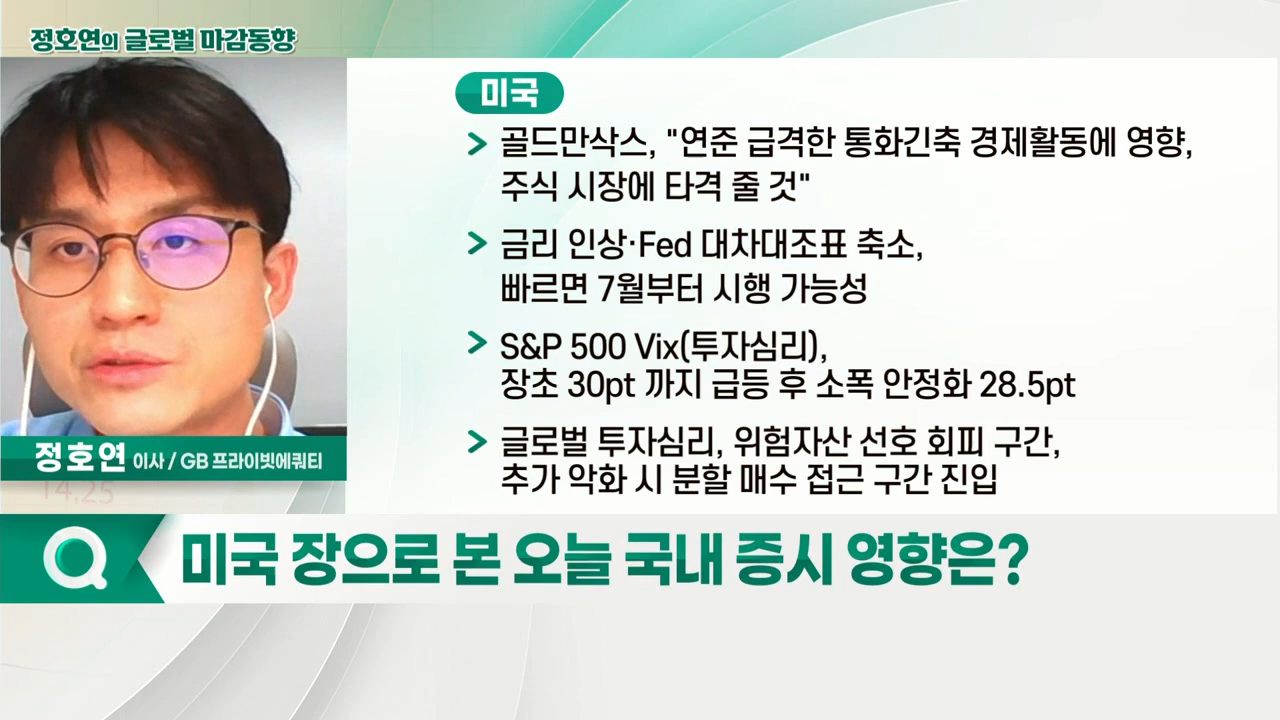 정호연의 글로벌 마감동향
미국
골드만삭스, "연준 급격한 통화긴축 경제활동에 영향,
주식 시장에 타격 줄 것"
금리 인상·Fed 대차대조표 축소,
빠르면 7월부터 시행 가능성
S&P 500 Vix(투자심리),
장초 30pt 까지 급등 후 소폭 안정화 28.5pt
글로벌 투자심리, 위험자산 선호 회피 구간,
추가 악화 시 분할 매수 접근 구간 진입
정호연 이사 / GB 프라이빗에쿼티
14.25
Q 미국 장으로 본 오늘 국내 증시 영향은?